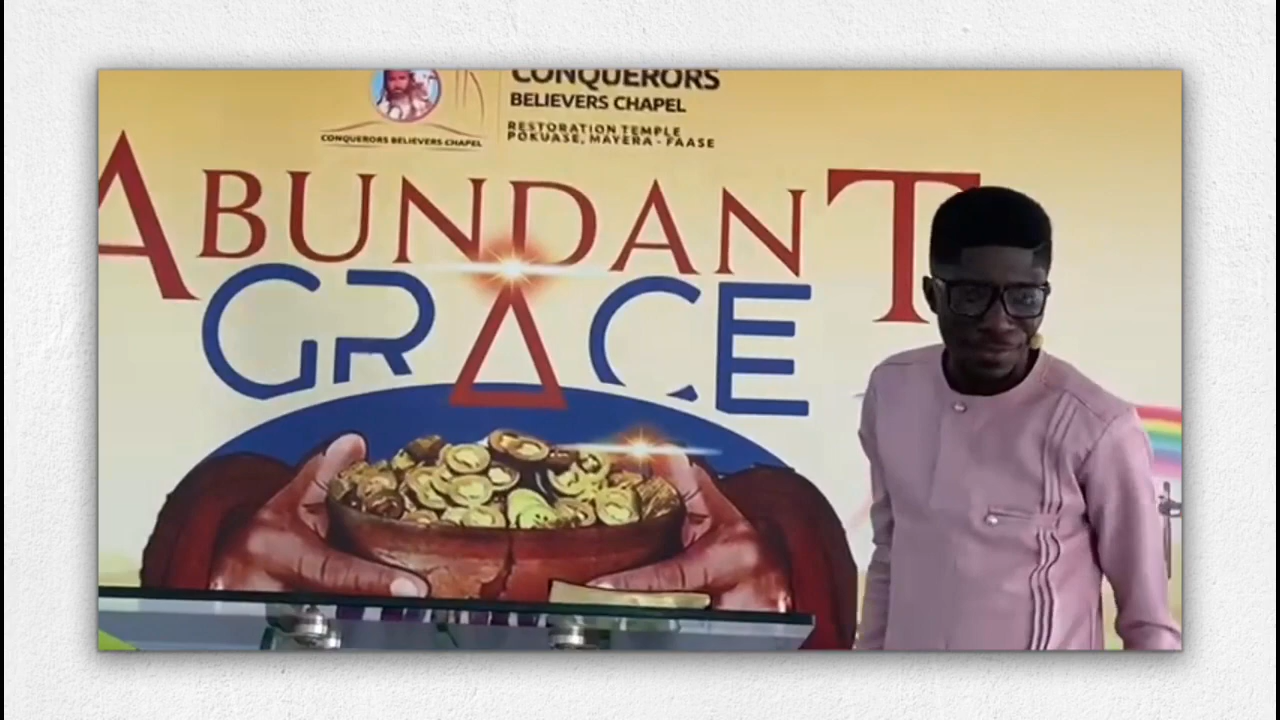 CONQUERORS
BELIEVERS CHAPEL
RESTORATION TEMPLE
POKUASE, MAYERA - FAASE
CONQUERORS BELIEVERS CHAPEL
ABUNDANT
GRACE